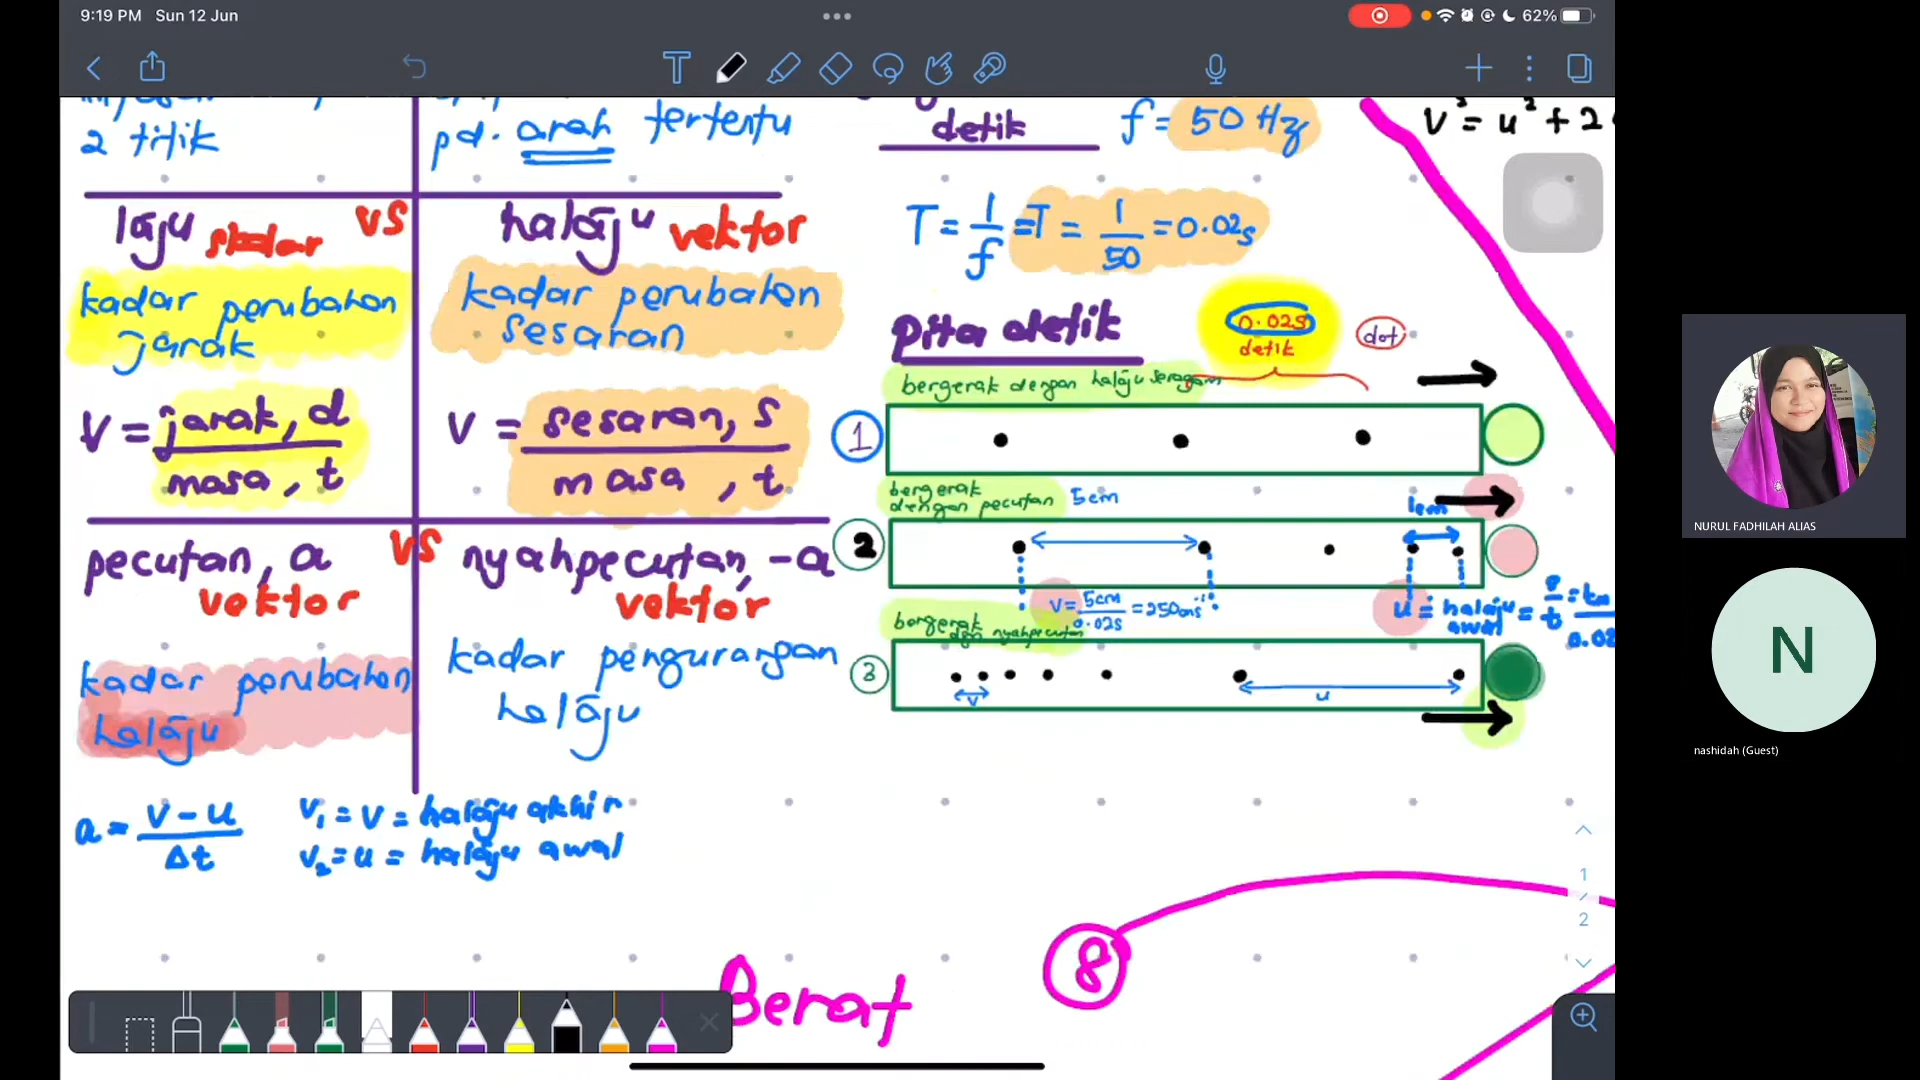 9:19 PM Sun 12 Jun
62%
2 titik
pd. arah tertentu
laju skalar vs halaju vektor
kadar perubahan
jarak
kadar perubahan
sesaran
V = jarak, d
masa, t
V = sesaran, s
masa, t
pecutan, a vs nyahpecutan, -a
vektor
vektor
kadar perubahan
halaju
kadar pengurangan
halaju
a = v - u
Δt
V₁ = V = halaju akhir
V₂ = u = halaju awal
detik
f = 50 Hz
T = 1/f = T = 1/50 = 0.02s
pita detik
0.02s
detik
dot
bergerak dengan halaju seragam
1
bergerak
dengan pecutan
5cm
1cm
2
V = 5cm/0.02s = 250cms⁻¹
u = halaju awal =
bergerak
dgn nyahpecutan
3
v
u
V² = u² + 2
8
Berat
1
2
NURUL FADHILAH ALIAS
N
nashidah (Guest)